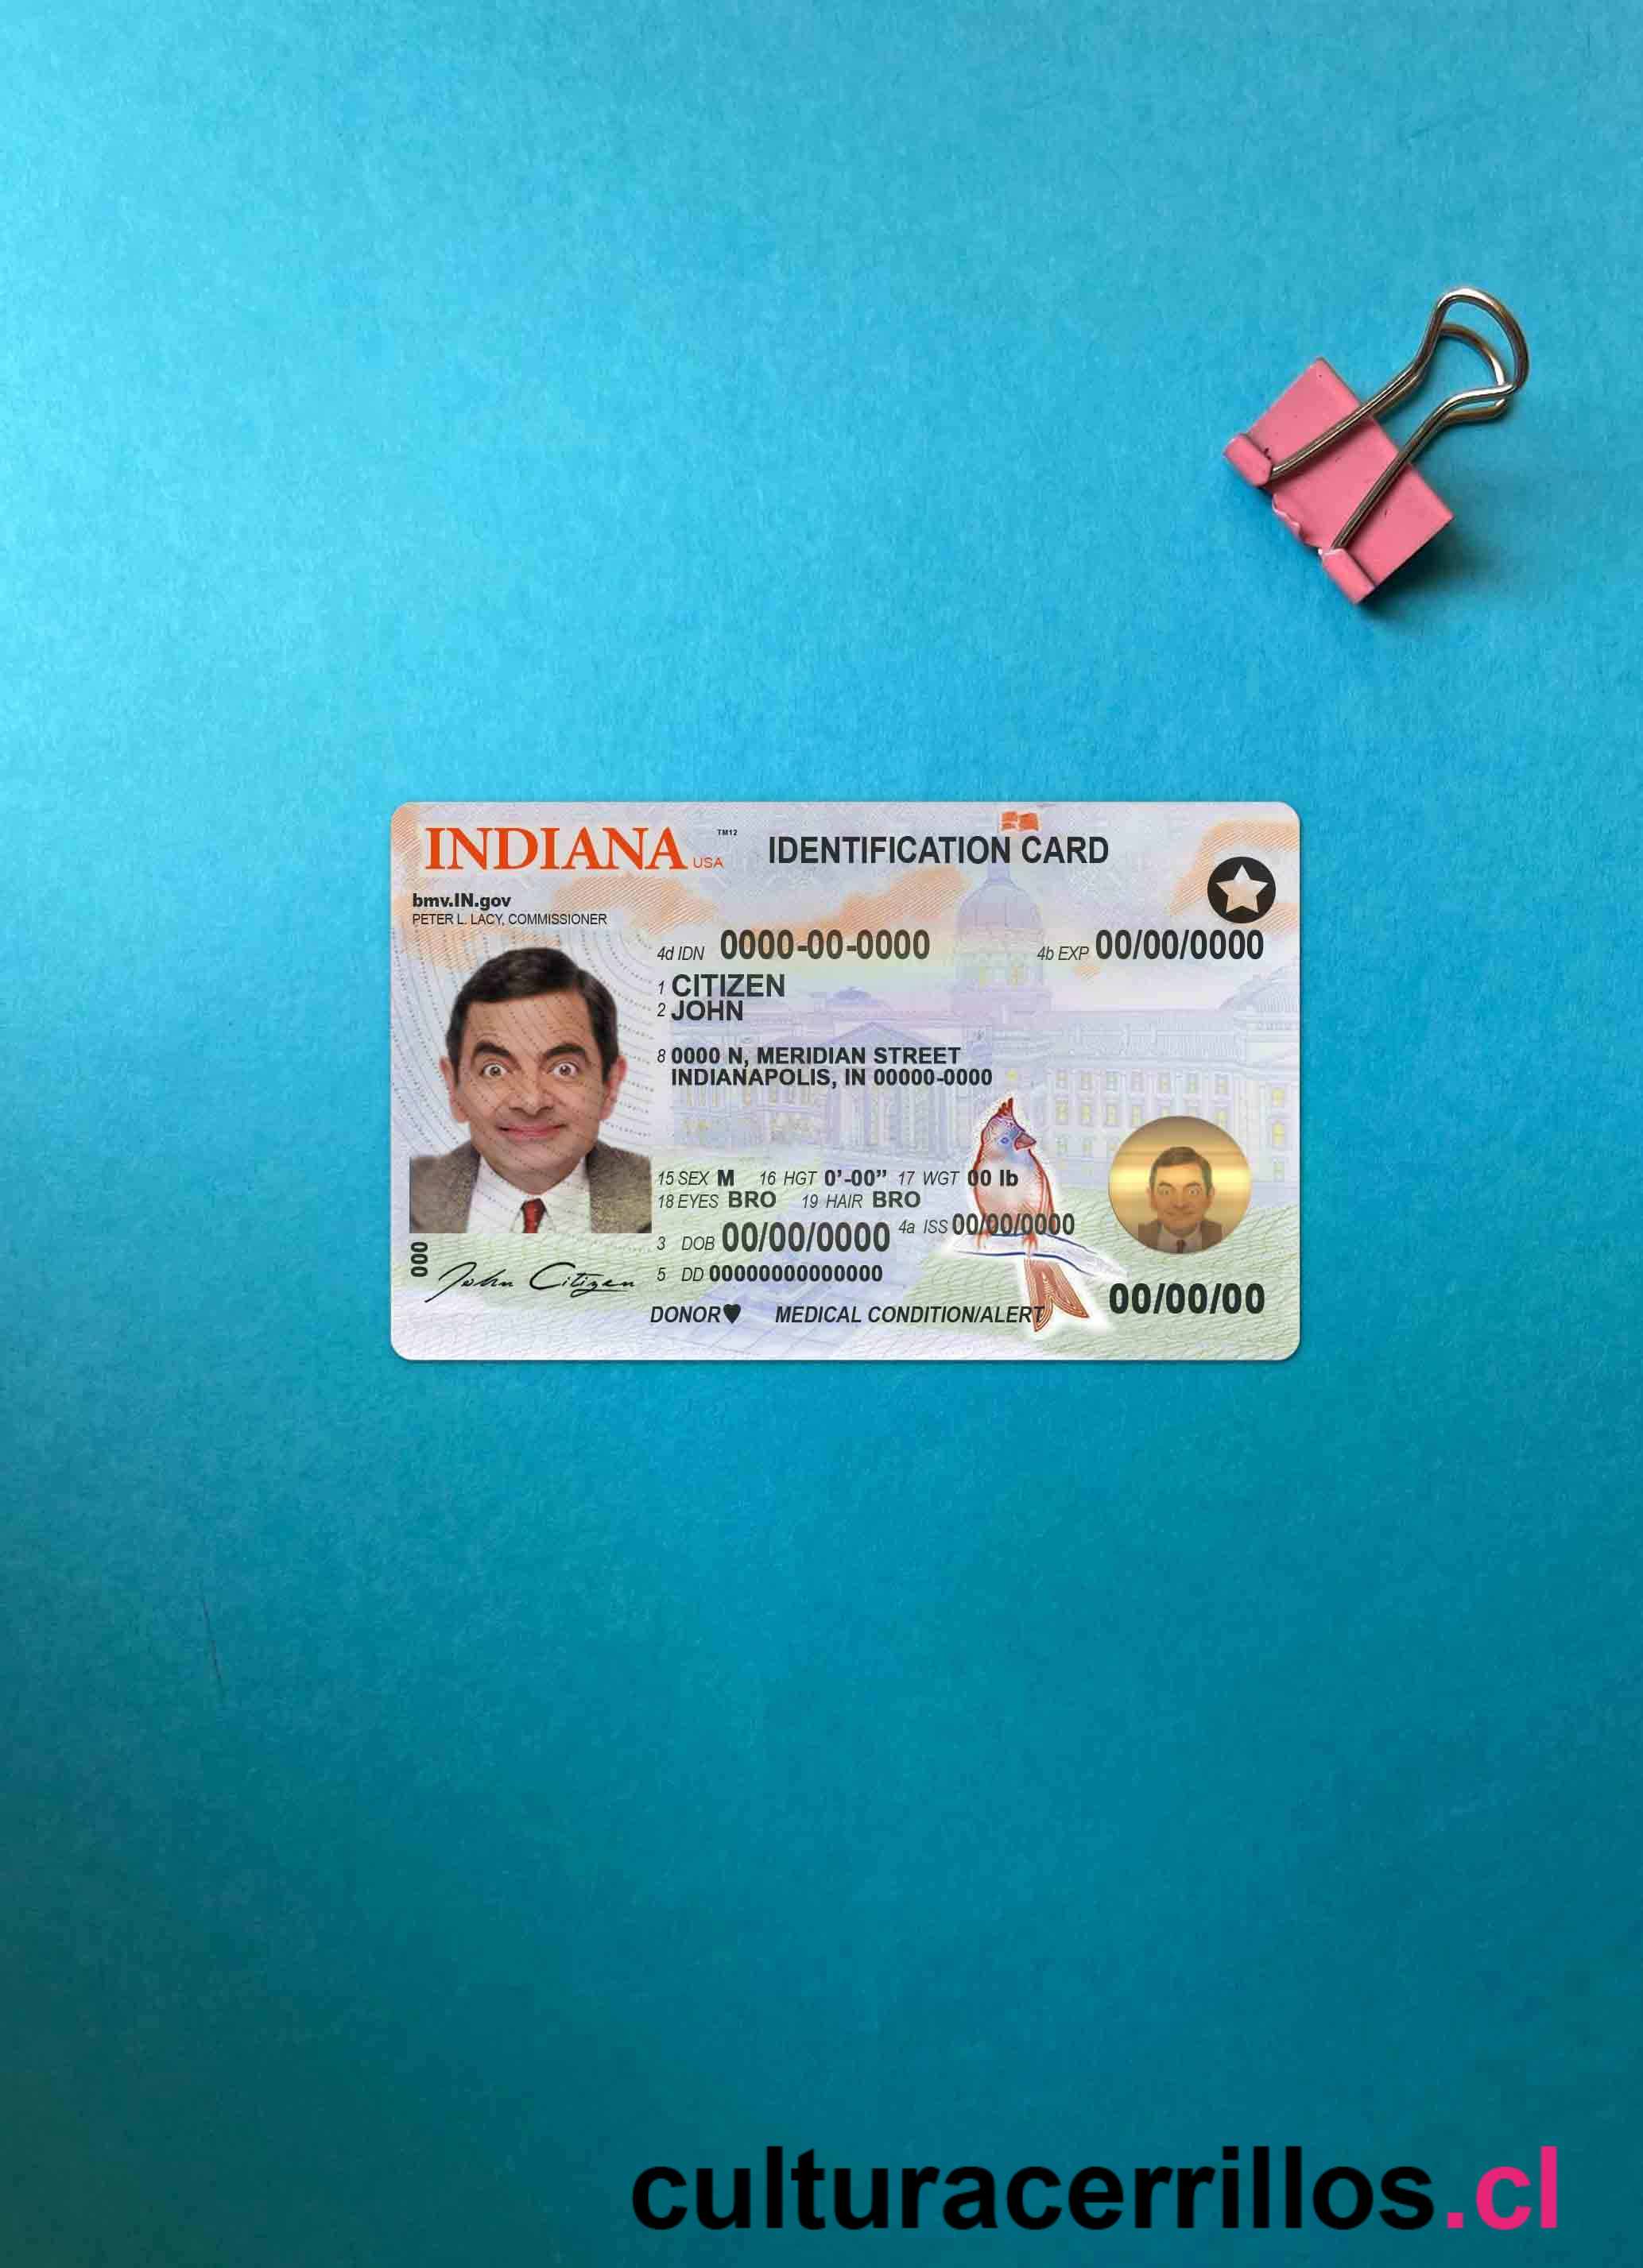 INDIANA USA ™12 IDENTIFICATION CARD
bmv.IN.gov
PETER L. LACY, COMMISSIONER
4d IDN 0000-00-0000 4b EXP 00/00/0000
1 CITIZEN
2 JOHN
8 0000 N, MERIDIAN STREET
INDIANAPOLIS, IN 00000-0000
15 SEX M 16 HGT 0'-00" 17 WGT 00 lb
18 EYES BRO 19 HAIR BRO
3 DOB 00/00/0000 4a ISS 00/00/0000
5 DD 00000000000000
000
John Citizen
DONOR♥ MEDICAL CONDITION/ALERT
00/00/00
culturacerrillos.cl